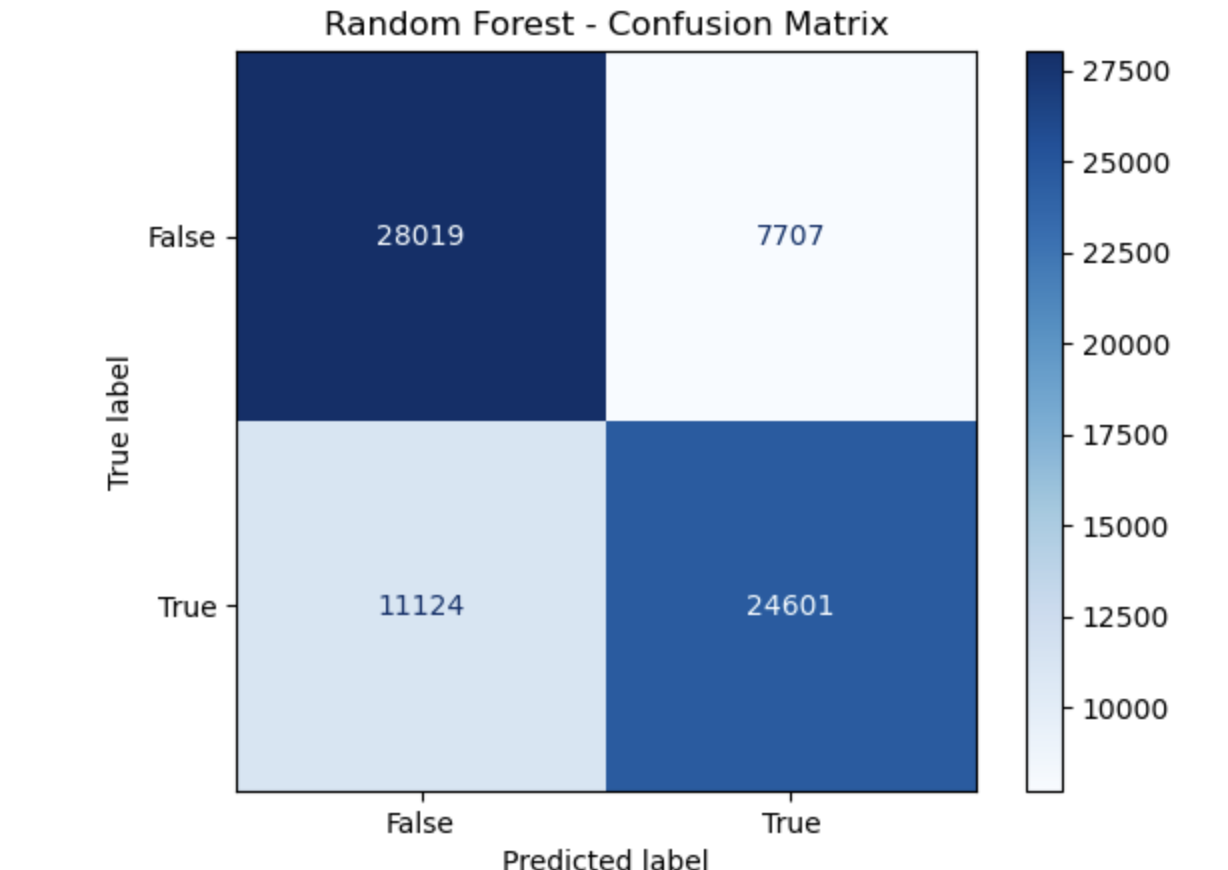 Random Forest - Confusion Matrix
27500
25000
22500
20000
17500
15000
12500
10000
True label
False
28019
7707
True
11124
24601
False
True
Predicted label